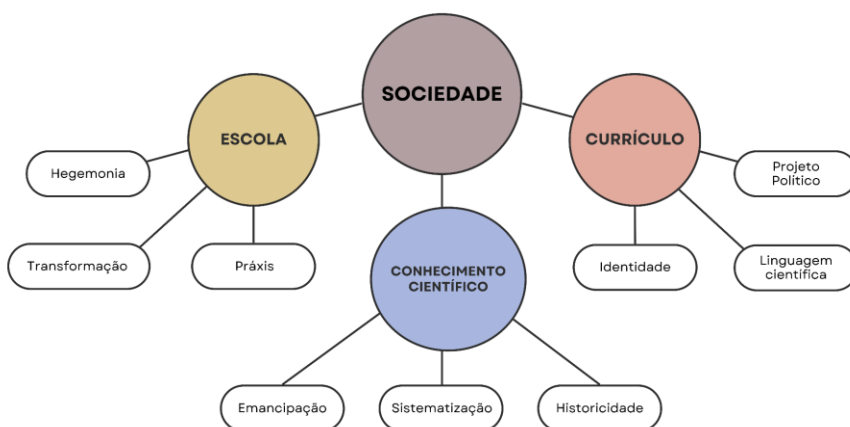 SOCIEDADE
ESCOLA
CURRÍCULO
Hegemonia
Projeto
Político
Transformação
Práxis
CONHECIMENTO
CIENTÍFICO
Identidade
Linguagem
científica
Emancipação
Sistematização
Historicidade